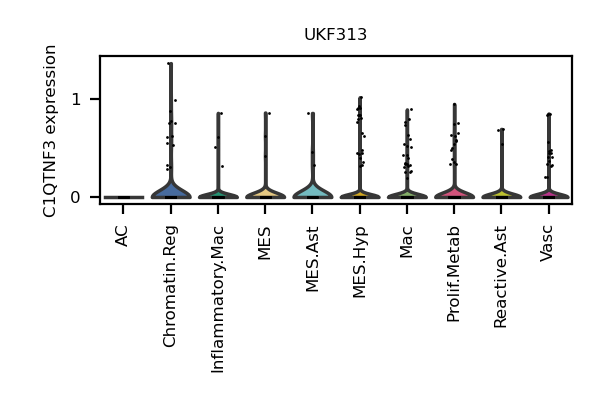 UKF313
C1QTNF3 expression
1
0
AC
Chromatin.Reg
Inflammatory.Mac
MES
MES.Ast
MES.Hyp
Mac
Prolif.Metab
Reactive.Ast
Vasc